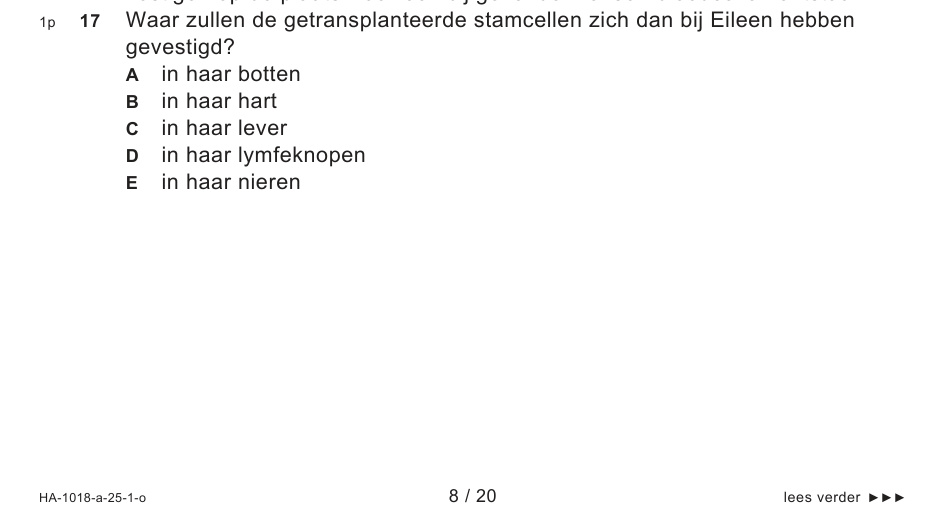 1p 17 Waar zullen de getransplanteerde stamcellen zich dan bij Eileen hebben
gevestigd?
A in haar botten
B in haar hart
C in haar lever
D in haar lymfeknopen
E in haar nieren
HA-1018-a-25-1-o 8 / 20 lees verder ►►►